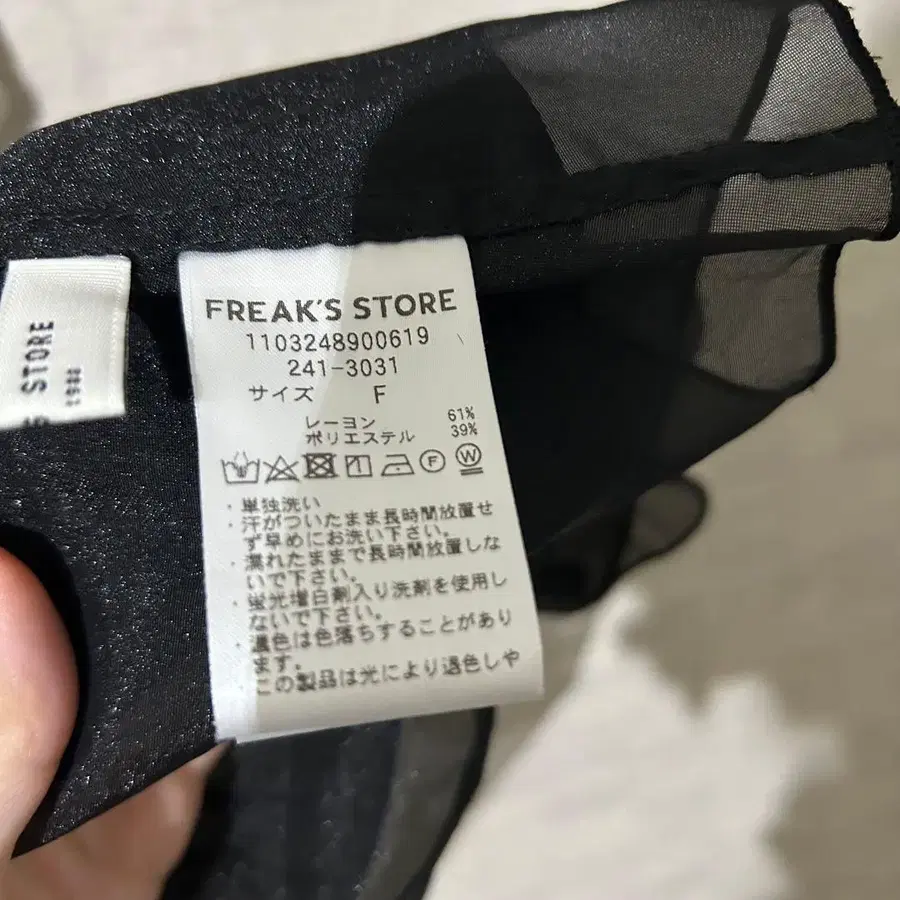 FREAK'S STORE
1103248900619
241-3031
サイズ F
レーヨン 61%
ポリエステル 39%
F W
・単独洗い
・汗がついたまま長時間放置せ
ず早めにお洗い下さい。
・濡れたままで長時間放置しな
いで下さい。
・蛍光増白剤入り洗剤を使用し
ないで下さい。
・濃色は色落ちすることがあり
ます。
・この製品は光により退色しや
S STORE
1986